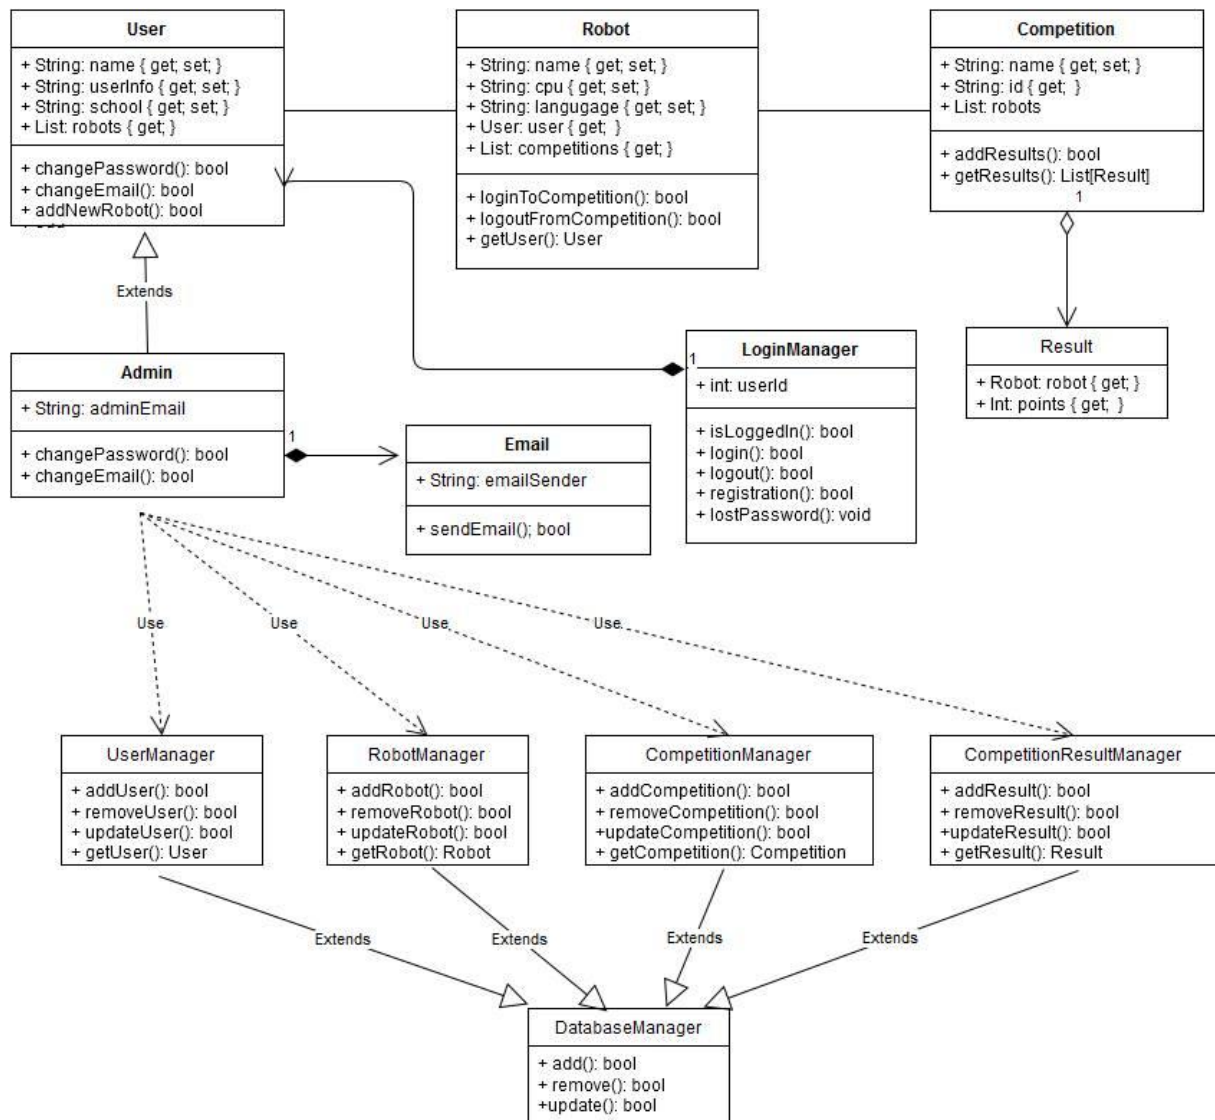 User
+ String: name { get; set; }
+ String: userInfo { get; set; }
+ String: school { get; set; }
+ List: robots { get; }
+ changePassword(): bool
+ changeEmail(): bool
+ addNewRobot(): bool
Robot
+ String: name { get; set; }
+ String: cpu { get; set; }
+ String: langugage { get; set; }
+ User: user { get;  }
+ List: competitions { get; }
+ loginToCompetition(): bool
+ logoutFromCompetition(): bool
+ getUser(): User
Competition
+ String: name { get; set; }
+ String: id { get;  }
+ List: robots
+ addResults(): bool
+ getResults(): List[Result]
1
Extends
Result
+ Robot: robot { get; }
+ Int: points { get;  }
LoginManager
1
+ int: userId
+ isLoggedIn(): bool
+ login(): bool
+ logout(): bool
+ registration(): bool
+ lostPassword(): void
Admin
+ String: adminEmail
+ changePassword(): bool
+ changeEmail(): bool
1
Email
+ String: emailSender
+ sendEmail(); bool
Use
Use
Use
Use
UserManager
+ addUser(): bool
+ removeUser(): bool
+ updateUser(): bool
+ getUser(): User
RobotManager
+ addRobot(): bool
+ removeRobot(): bool
+ updateRobot(): bool
+ getRobot(): Robot
CompetitionManager
+ addCompetition(): bool
+ removeCompetition(): bool
+updateCompetition(): bool
+ getCompetition(): Competition
CompetitionResultManager
+ addResult(): bool
+ removeResult(): bool
+updateResult(): bool
+ getResult(): Result
Extends
Extends
Extends
Extends
DatabaseManager
+ add(): bool
+ remove(): bool
+update(): bool